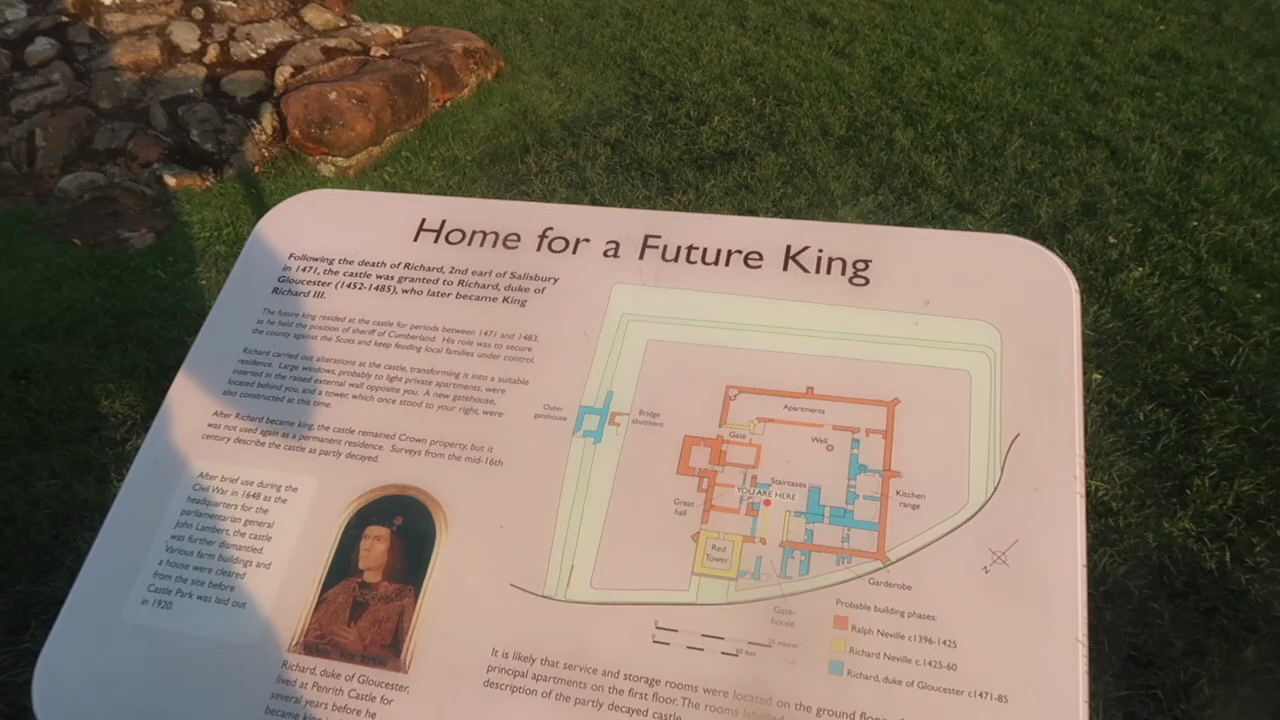 Home for a Future King
Following the death of Richard, 2nd earl of Salisbury
in 1471, the castle was granted to Richard, duke of
Gloucester (1452-1485), who later became King
Richard III.
The future king resided at the castle for periods between 1471 and 1483,
as he held the position of sheriff of Cumberland. His role was to secure
the county against the Scots and keep feuding local families under control.
Richard carried out alterations at the castle, transforming it into a suitable
residence. Large windows, probably to light private apartments, were
inserted in the raised external wall opposite you. A new gatehouse,
located behind you, and a tower, which once stood to your right, were
also constructed at this time.
After Richard became king, the castle remained Crown property, but it
was not used again as a permanent residence. Surveys from the mid-16th
century describe the castle as partly decayed.
After brief use during the
Civil War in 1648 as the
headquarters for the
parliamentarian general
John Lambert, the castle
was further dismantled.
Various farm buildings and
a house were cleared
from the site before
Castle Park was laid out
in 1920.
Richard, duke of Gloucester,
lived at Penrith Castle for
several years before he
became king in
Outer
gatehouse
Bridge
abutment
Apartments
Gate
Well
Staircases
YOU ARE HERE
Great
hall
Kitchen
range
Red
Tower
Garderobe
Gate-
house
N
0 25 metres
0 60 feet
Probable building phases:
Ralph Neville c1396-1425
Richard Neville c.1425-60
Richard, duke of Gloucester c1471-85
It is likely that service and storage rooms were located on the ground floor
principal apartments on the first floor. The rooms labelled
description of the partly decayed castle